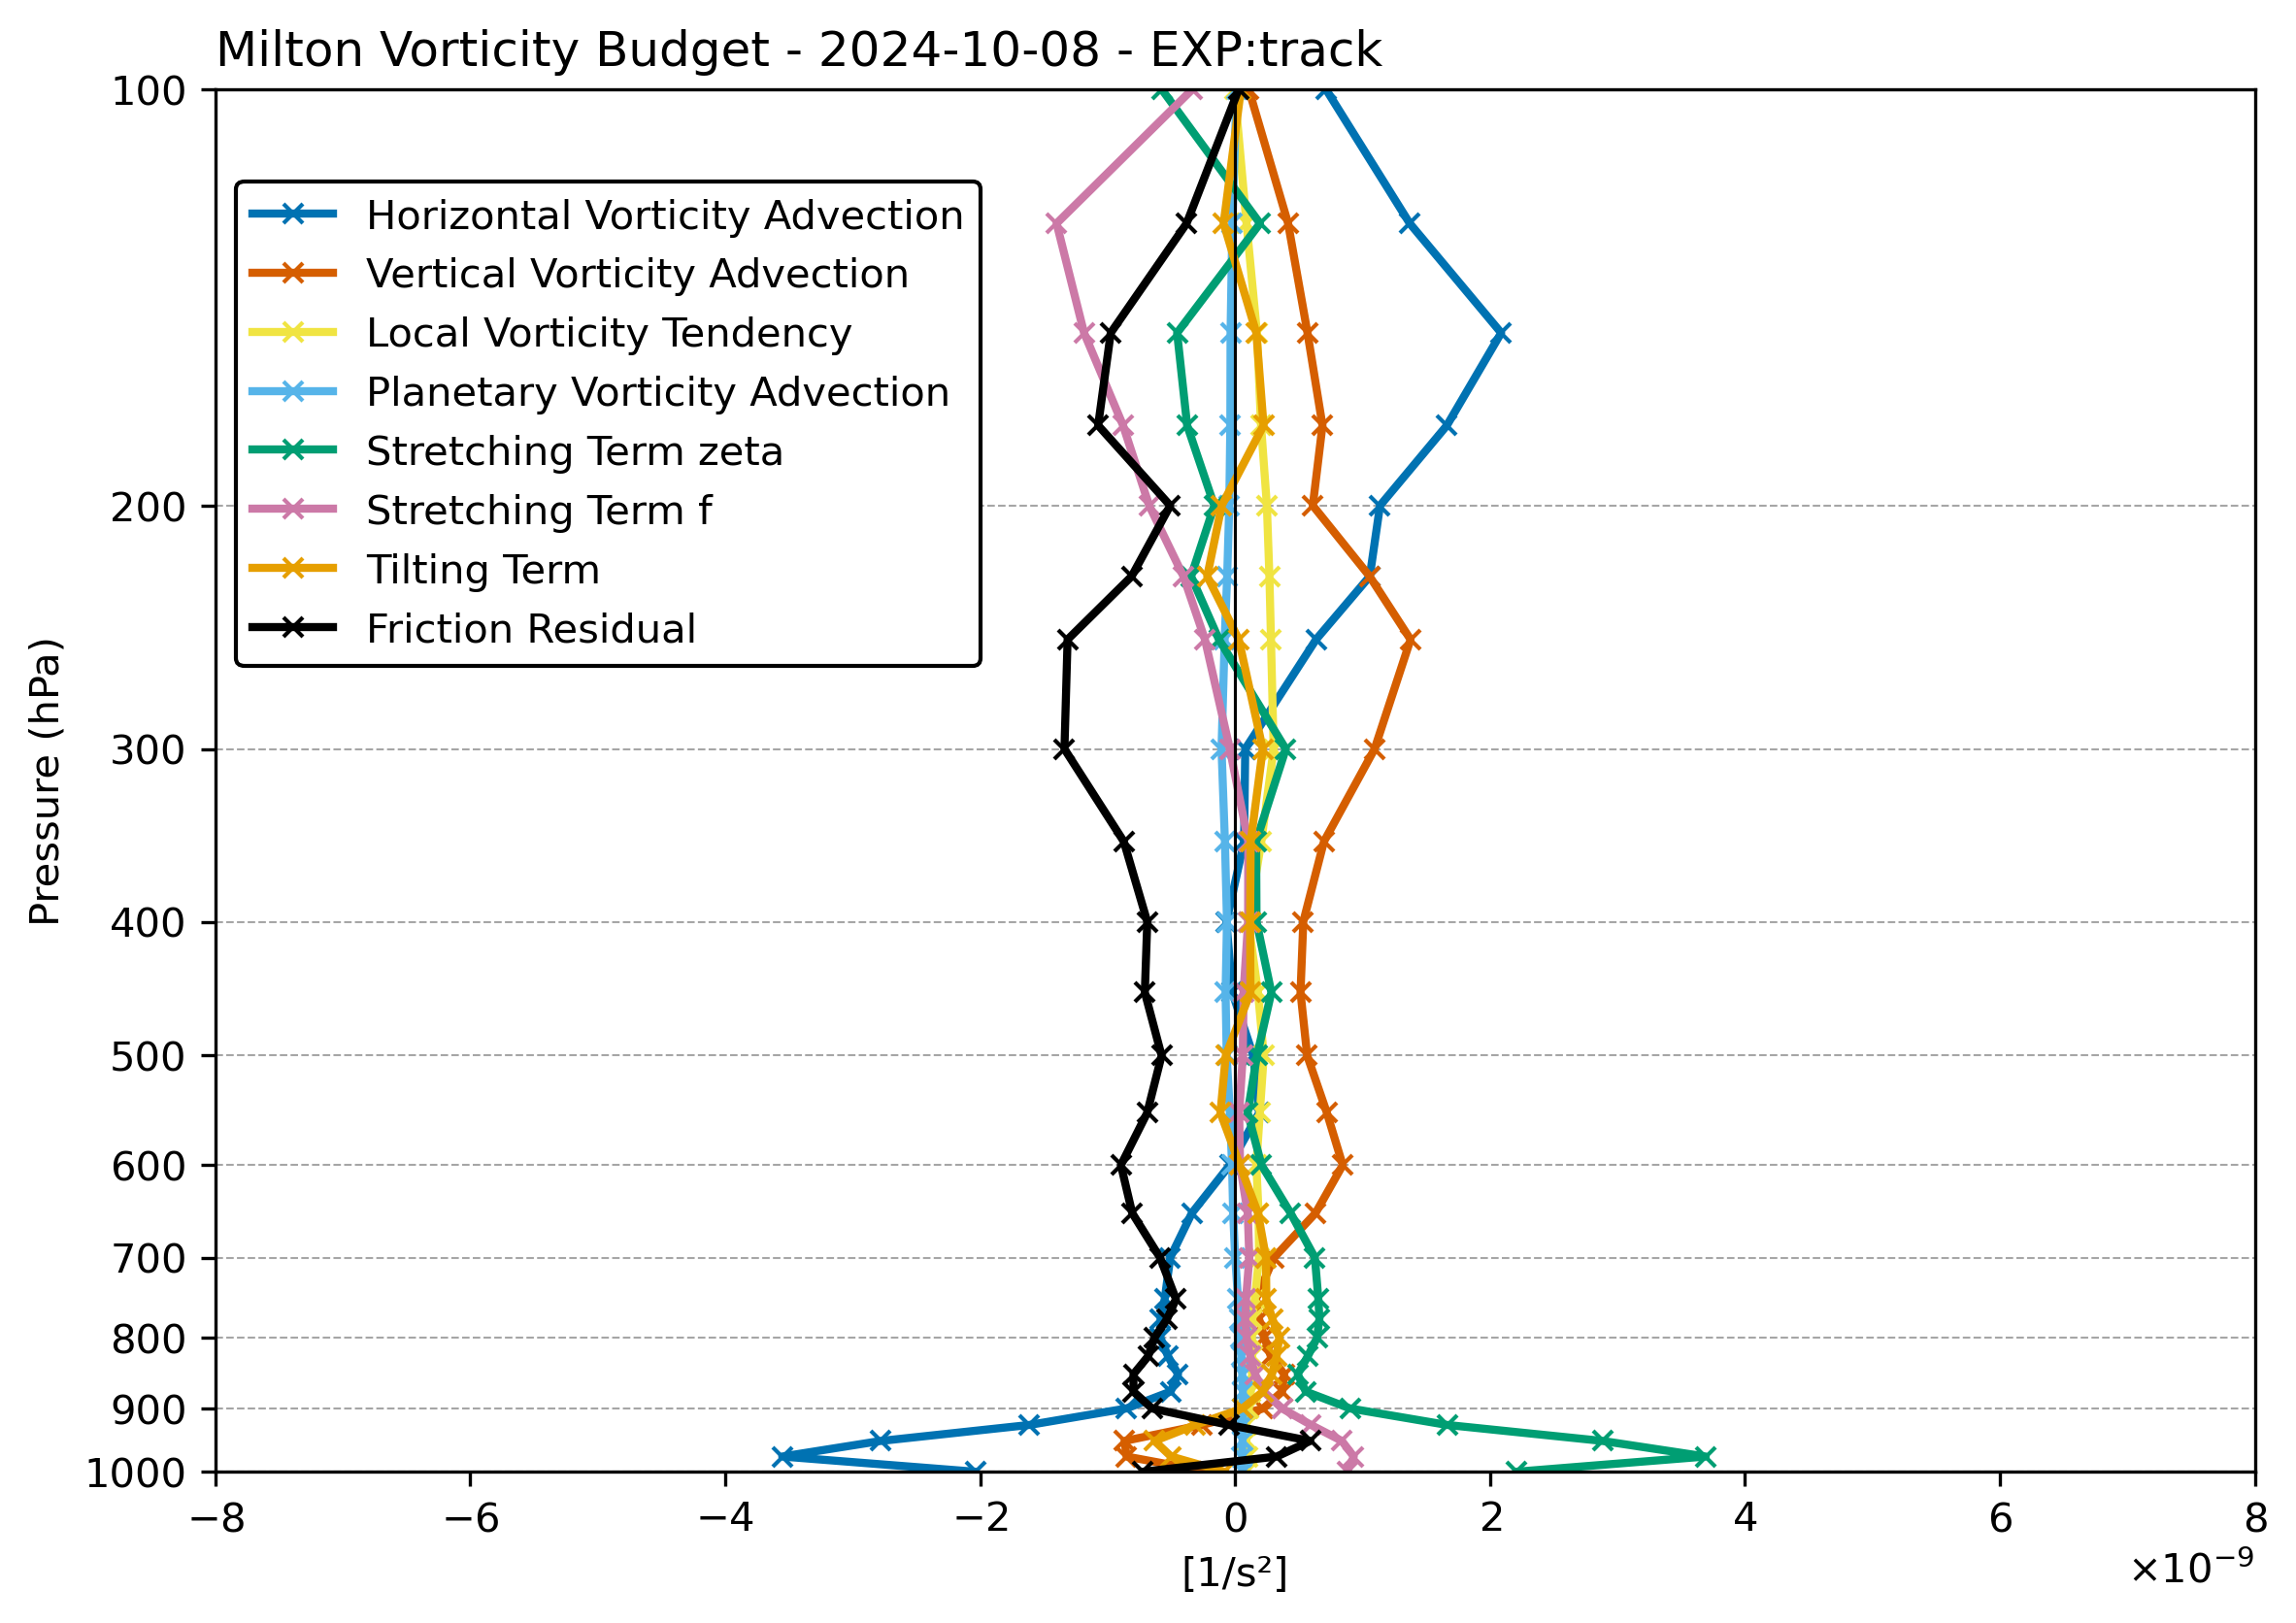 Milton Vorticity Budget - 2024-10-08 - EXP:track
100
200
300
400
500
600
700
800
900
1000
Pressure (hPa)
Horizontal Vorticity Advection
Vertical Vorticity Advection
Local Vorticity Tendency
Planetary Vorticity Advection
Stretching Term zeta
Stretching Term f
Tilting Term
Friction Residual
−8 −6 −4 −2 0 2 4 6 8
[1/s²]
×10⁻⁹